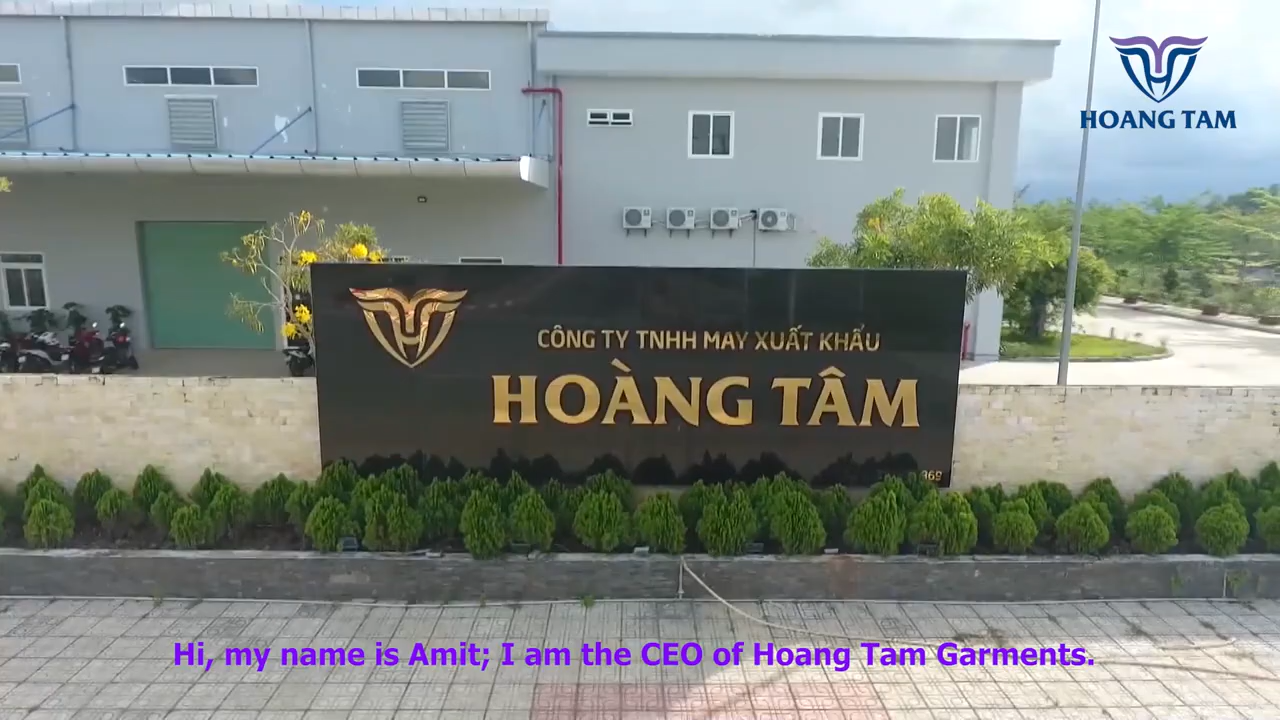 HOANG TAM
CÔNG TY TNHH MAY XUẤT KHẨU
HOÀNG TÂM
369
Hi, my name is Amit; I am the CEO of Hoang Tam Garments.